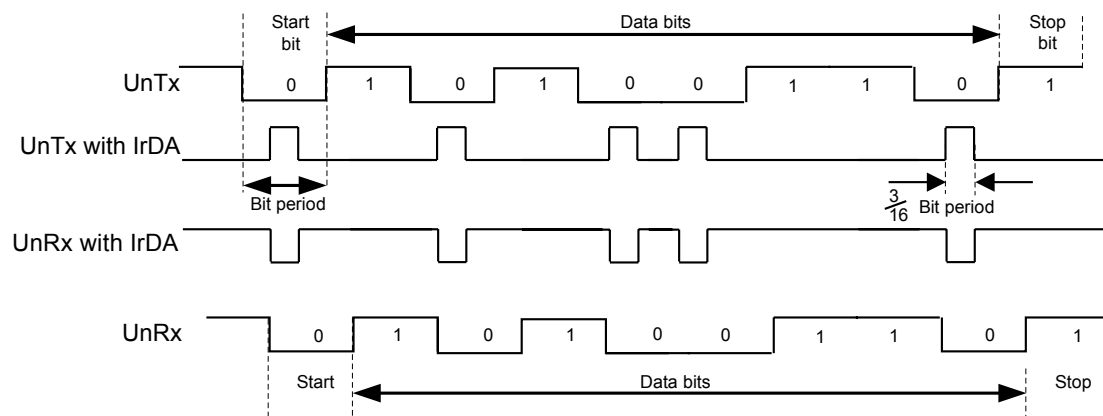 Start bit
Data bits
Stop bit
UnTx 0 1 0 1 0 0 1 1 0 1
UnTx with IrDA
Bit period
3/16 Bit period
UnRx with IrDA
UnRx 0 1 0 1 0 0 1 1 0 1
Start
Data bits
Stop